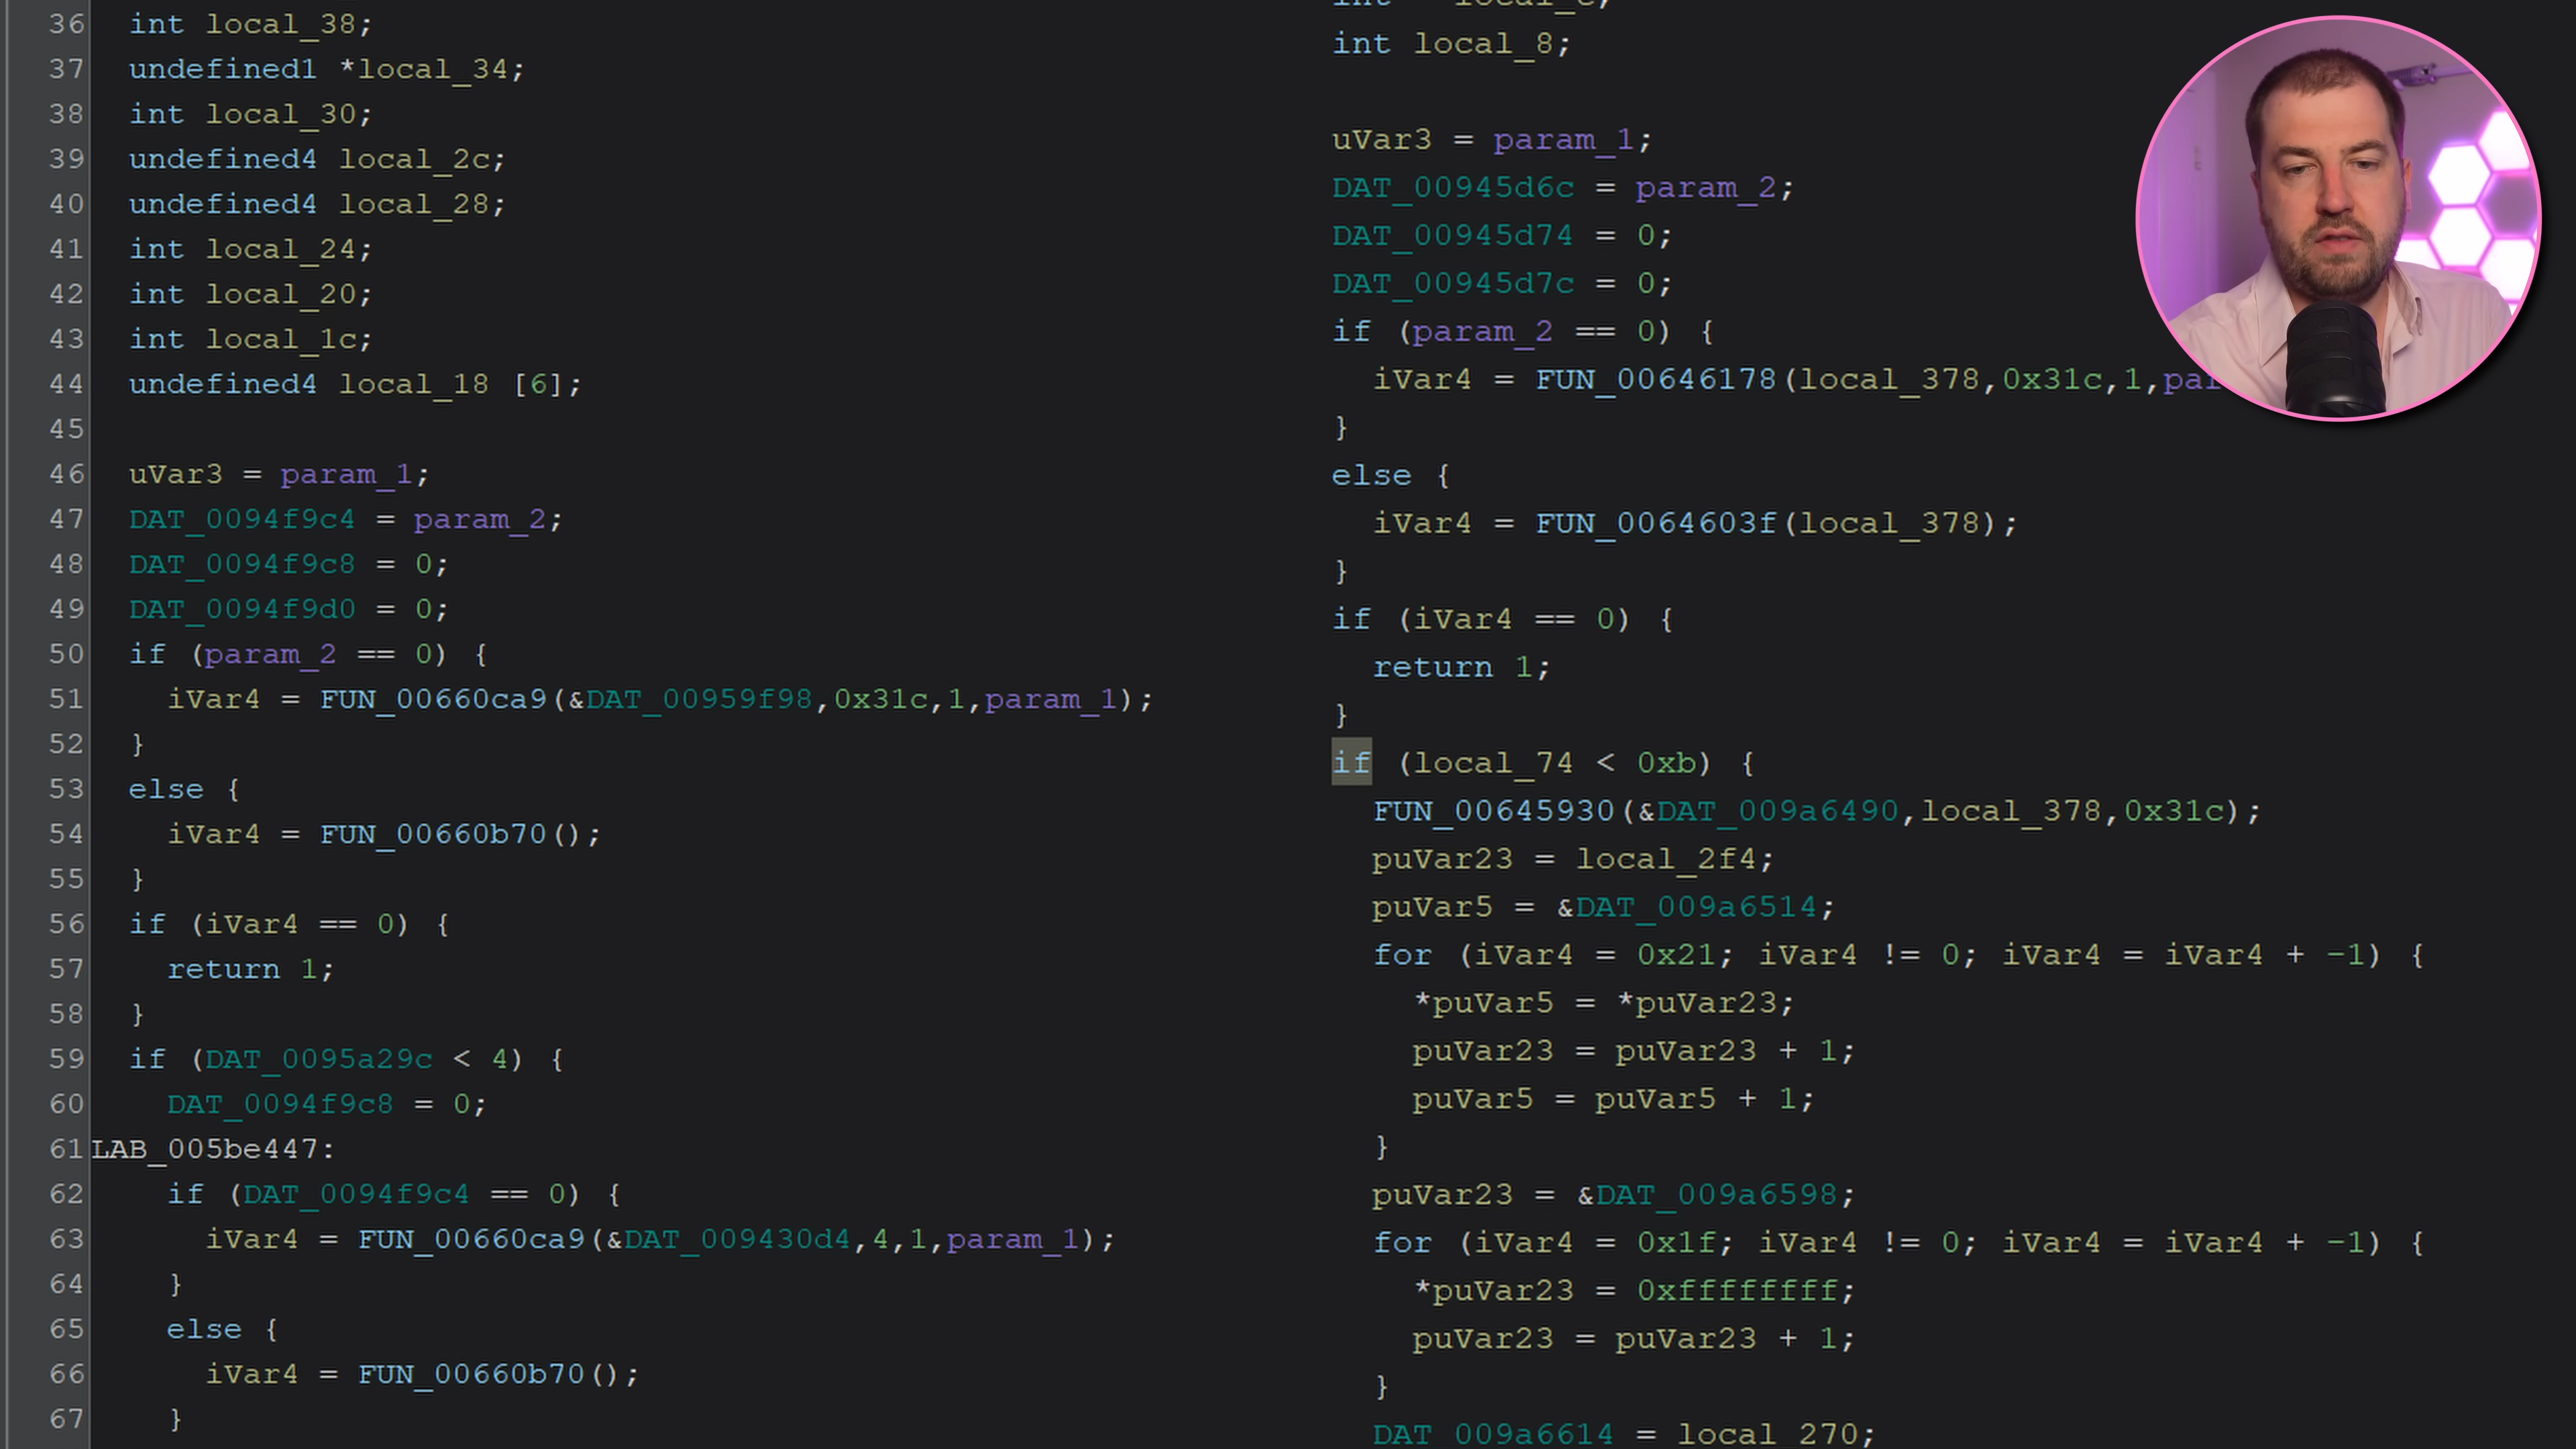 36 int local_38;
37 undefined1 *local_34;
38 int local_30;
39 undefined4 local_2c;
40 undefined4 local_28;
41 int local_24;
42 int local_20;
43 int local_1c;
44 undefined4 local_18 [6];
45
46 uVar3 = param_1;
47 DAT_0094f9c4 = param_2;
48 DAT_0094f9c8 = 0;
49 DAT_0094f9d0 = 0;
50 if (param_2 == 0) {
51 iVar4 = FUN_00660ca9(&DAT_00959f98,0x31c,1,param_1);
52 }
53 else {
54 iVar4 = FUN_00660b70();
55 }
56 if (iVar4 == 0) {
57 return 1;
58 }
59 if (DAT_0095a29c < 4) {
60 DAT_0094f9c8 = 0;
61 LAB_005be447:
62 if (DAT_0094f9c4 == 0) {
63 iVar4 = FUN_00660ca9(&DAT_009430d4,4,1,param_1);
64 }
65 else {
66 iVar4 = FUN_00660b70();
67 }
int local_8;
uVar3 = param_1;
DAT_00945d6c = param_2;
DAT_00945d74 = 0;
DAT_00945d7c = 0;
if (param_2 == 0) {
iVar4 = FUN_00646178(local_378,0x31c,1,par
}
else {
iVar4 = FUN_0064603f(local_378);
}
if (iVar4 == 0) {
return 1;
}
if (local_74 < 0xb) {
FUN_00645930(&DAT_009a6490,local_378,0x31c);
puVar23 = local_2f4;
puVar5 = &DAT_009a6514;
for (iVar4 = 0x21; iVar4 != 0; iVar4 = iVar4 + -1) {
*puVar5 = *puVar23;
puVar23 = puVar23 + 1;
puVar5 = puVar5 + 1;
}
puVar23 = &DAT_009a6598;
for (iVar4 = 0x1f; iVar4 != 0; iVar4 = iVar4 + -1) {
*puVar23 = 0xffffffff;
puVar23 = puVar23 + 1;
}
DAT_009a6614 = local_270;